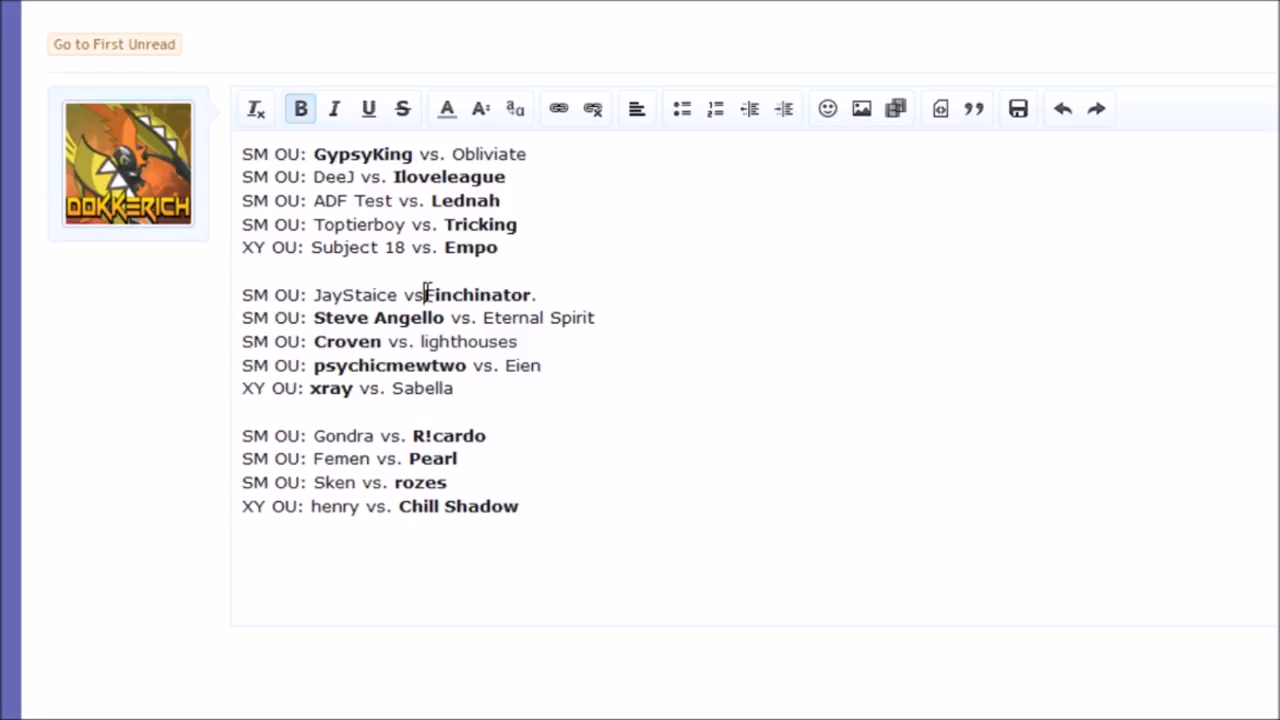 Go to First Unread
DOKKERICH
SM OU: GypsyKing vs. Obliviate
SM OU: DeeJ vs. Iloveleague
SM OU: ADF Test vs. Lednah
SM OU: Toptierboy vs. Tricking
XY OU: Subject 18 vs. Empo
SM OU: JayStaice vsFinchinator.
SM OU: Steve Angello vs. Eternal Spirit
SM OU: Croven vs. lighthouses
SM OU: psychicmewtwo vs. Eien
XY OU: xray vs. Sabella
SM OU: Gondra vs. R!cardo
SM OU: Femen vs. Pearl
SM OU: Sken vs. rozes
XY OU: henry vs. Chill Shadow